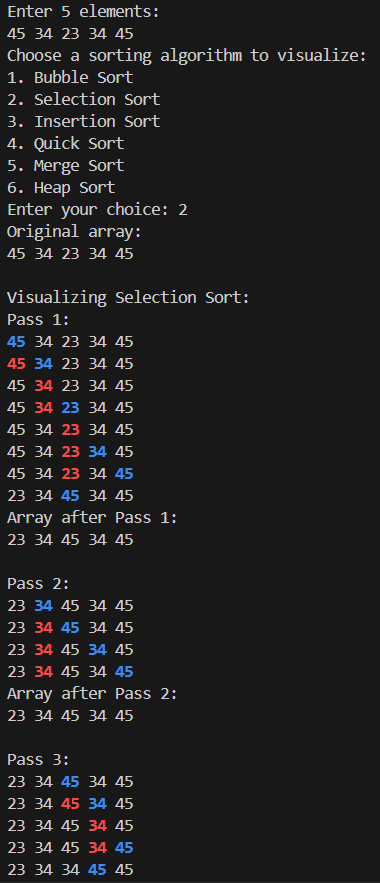 Enter 5 elements:
45 34 23 34 45
Choose a sorting algorithm to visualize:
1. Bubble Sort
2. Selection Sort
3. Insertion Sort
4. Quick Sort
5. Merge Sort
6. Heap Sort
Enter your choice: 2
Original array:
45 34 23 34 45
Visualizing Selection Sort:
Pass 1:
45 34 23 34 45
45 34 23 34 45
45 34 23 34 45
45 34 23 34 45
45 34 23 34 45
45 34 23 34 45
45 34 23 34 45
23 34 45 34 45
Array after Pass 1:
23 34 45 34 45
Pass 2:
23 34 45 34 45
23 34 45 34 45
23 34 45 34 45
23 34 45 34 45
Array after Pass 2:
23 34 45 34 45
Pass 3:
23 34 45 34 45
23 34 45 34 45
23 34 45 34 45
23 34 45 34 45
23 34 34 45 45